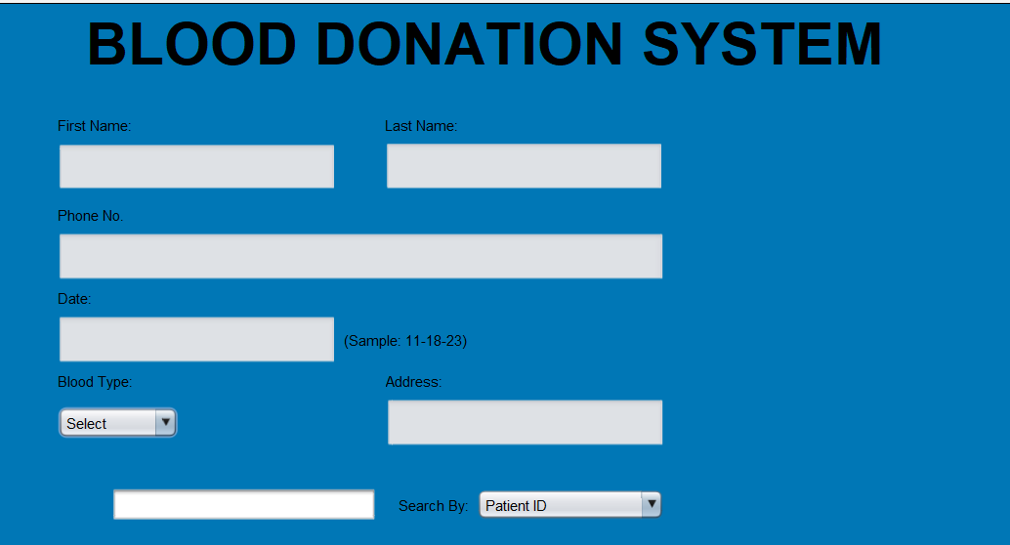 BLOOD DONATION SYSTEM
First Name: Last Name:
Phone No.
Date:
(Sample: 11-18-23)
Blood Type: Address:
Select
Search By: Patient ID